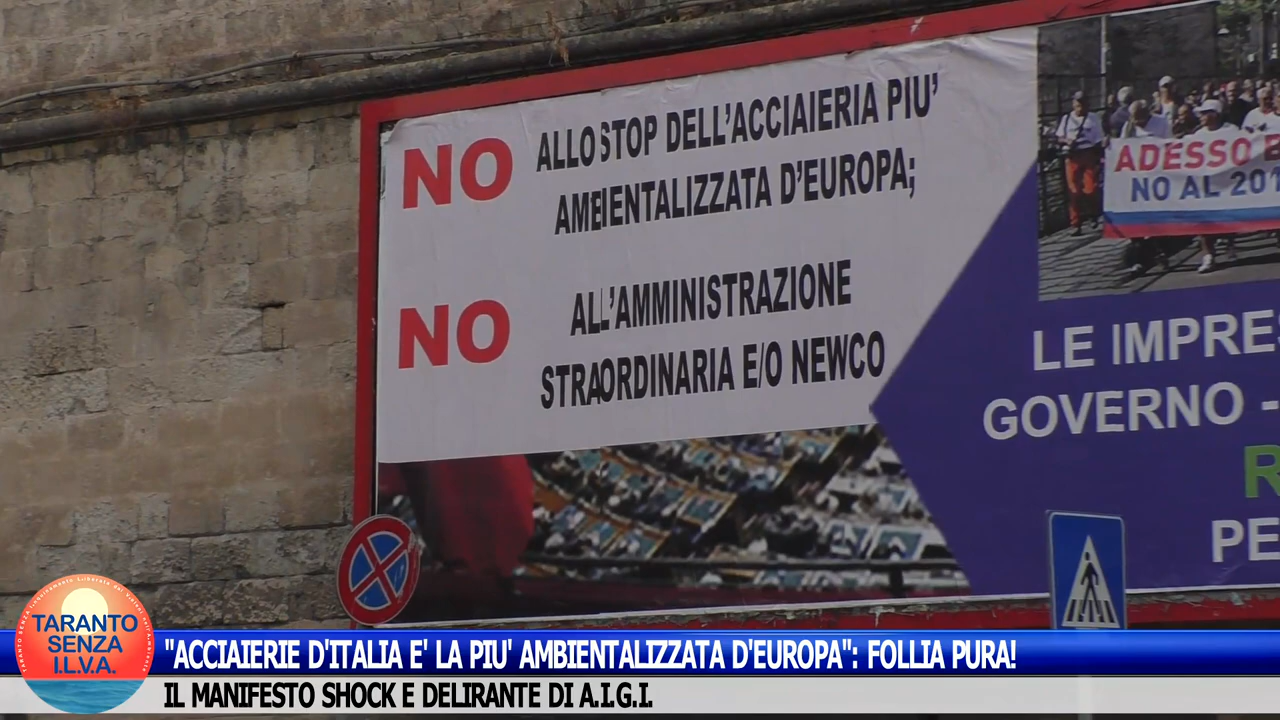 NO ALLO STOP DELL'ACCIAIERIA PIU'
AMBIENTALIZZATA D'EUROPA;
NO ALL'AMMINISTRAZIONE
STRAORDINARIA E/O NEWCO
ADESSO
NO AL 201
LE IMPRES
GOVERNO -
R
PE
TARANTO
SENZA
I.L.V.A.
"ACCIAIERIE D'ITALIA E' LA PIU' AMBIENTALIZZATA D'EUROPA": FOLLIA PURA!
IL MANIFESTO SHOCK E DELIRANTE DI A.I.G.I.